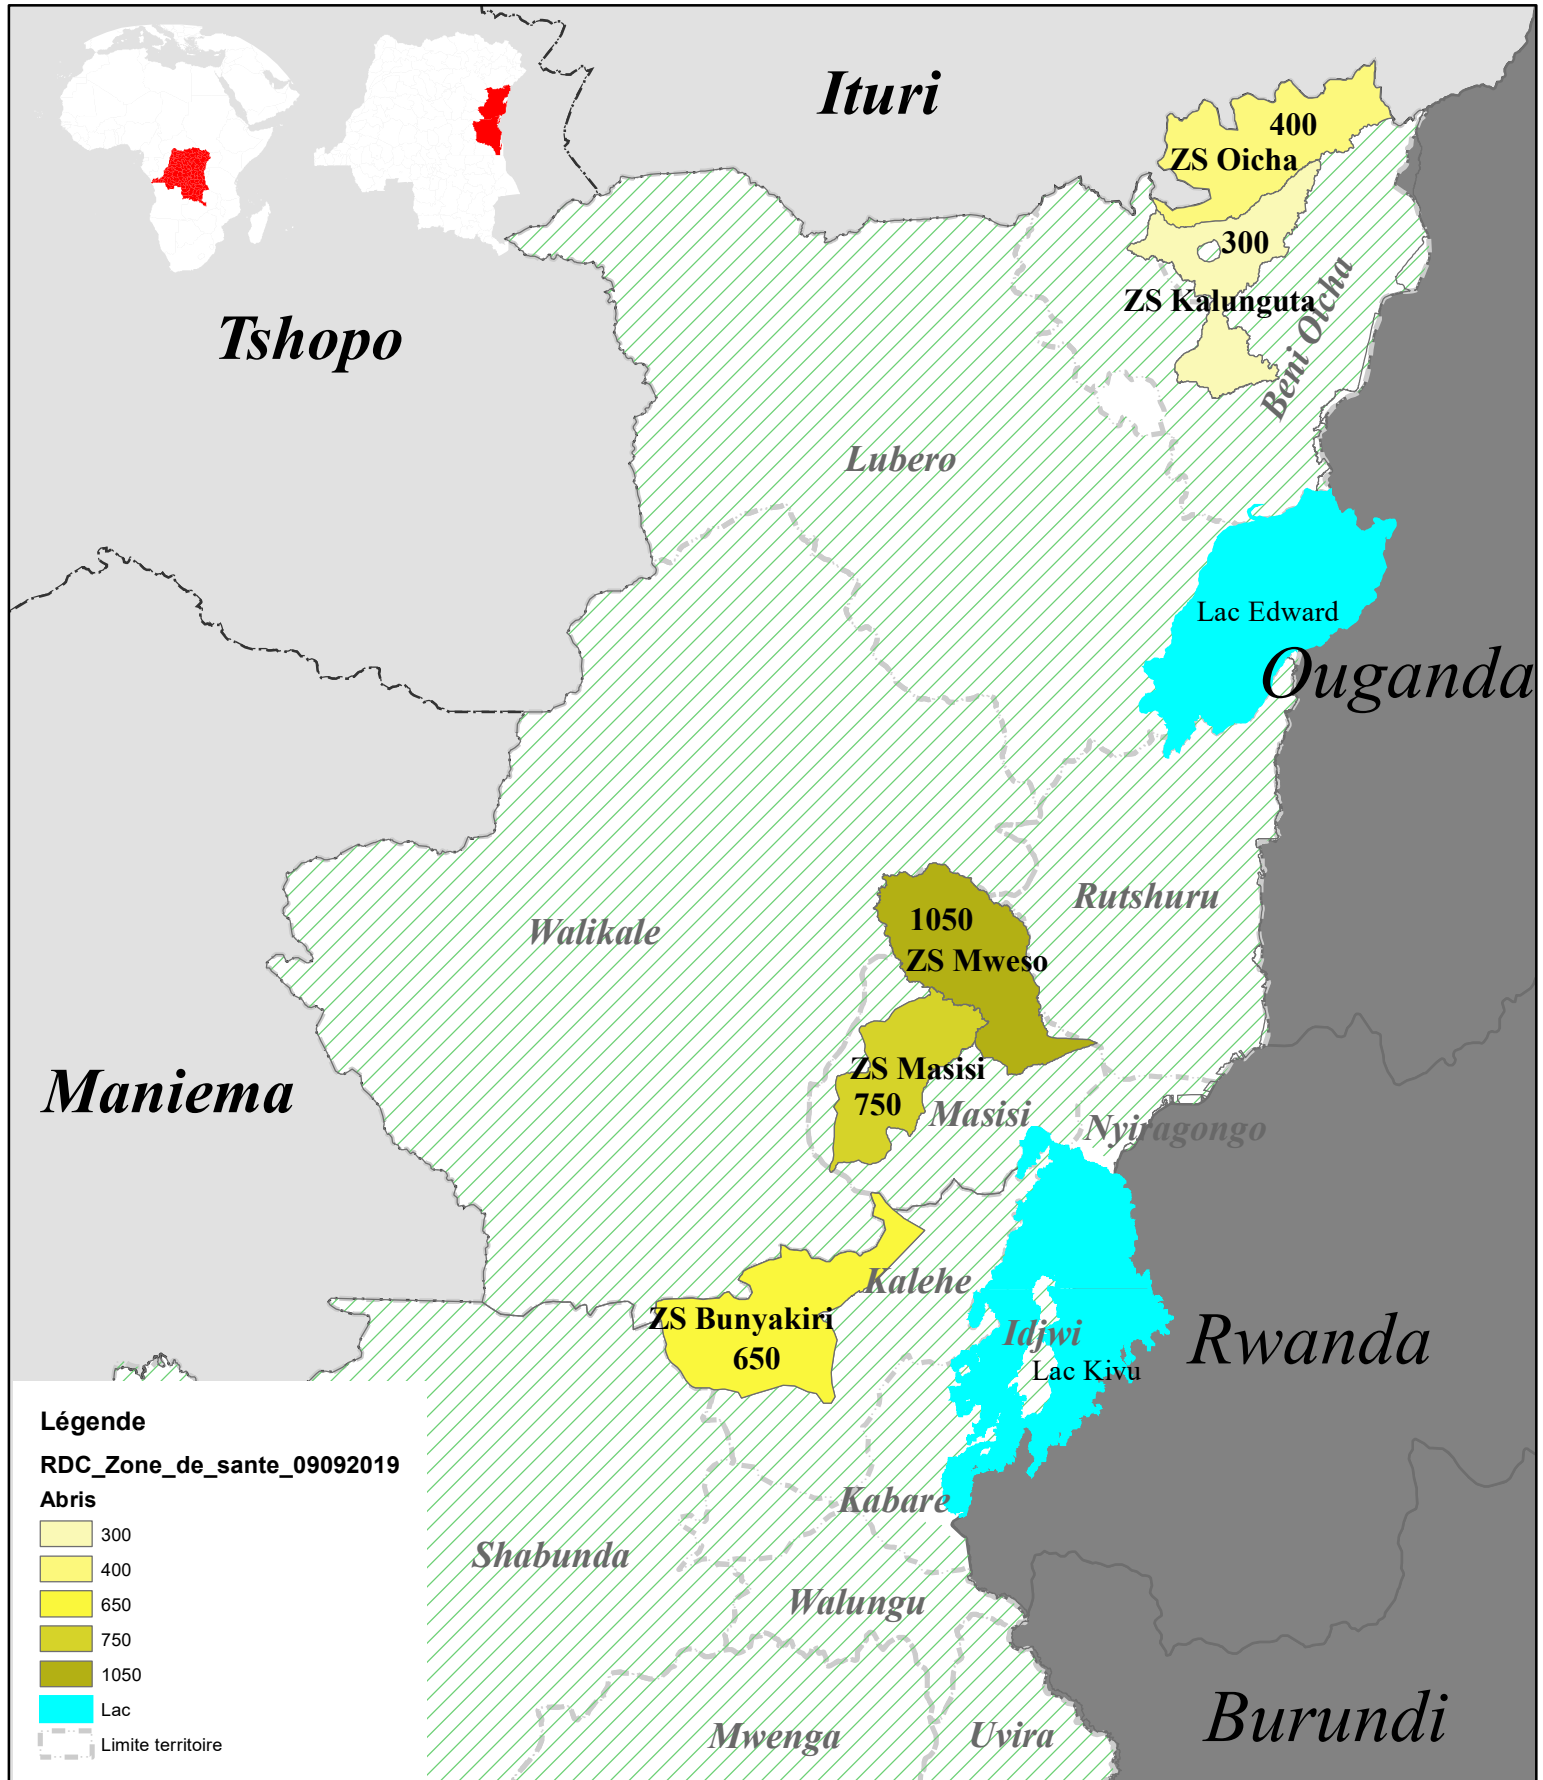 Ituri
400
ZS Oicha
300
ZS Kalunguta
Beni Oicha
Tshopo
Lubero
Lac Edward
Ouganda
Rutshuru
Walikale
1050
ZS Mweso
Maniema
ZS Masisi
750
Masisi
Nyiragongo
Kalehe
ZS Bunyakiri
650
Idjwi
Lac Kivu
Rwanda
Kabare
Shabunda
Walungu
Mwenga
Uvira
Burundi
Légende
RDC_Zone_de_sante_09092019
Abris
300
400
650
750
1050
Lac
Limite territoire